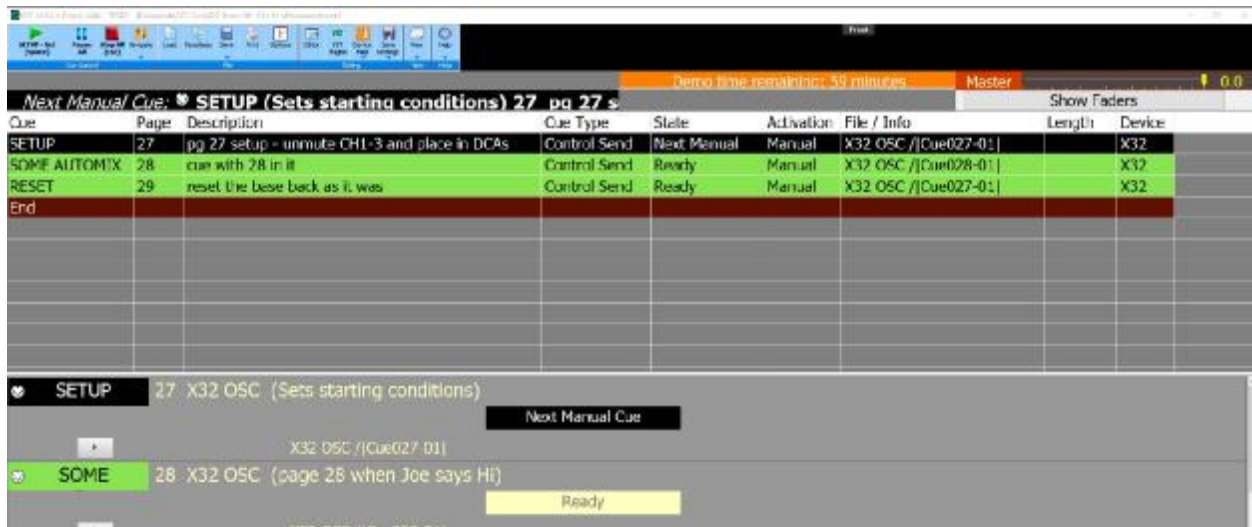 Front
Demo time remaining: 59 minutes Master 0.0
Next Manual Cue: SETUP (Sets starting conditions) 27 pg 27 s Show Faders
Cue Page Description Cue Type State Activation File / Info Length Device
SETUP 27 pg 27 setup - unmute CH1-3 and place in DCAs Control Send Next Manual Manual X32 OSC /|Cue027-01| X32
SOME AUTOMIX 28 cue with 28 in it Control Send Ready Manual X32 OSC /|Cue028-01| X32
RESET 29 reset the base back as it was Control Send Ready Manual X32 OSC /|Cue027-01| X32
End
SETUP 27 X32 OSC (Sets starting conditions)
Next Manual Cue
X32 OSC /|Cue027-01|
SOME 28 X32 OSC (page 28 when Joe says Hi)
Ready